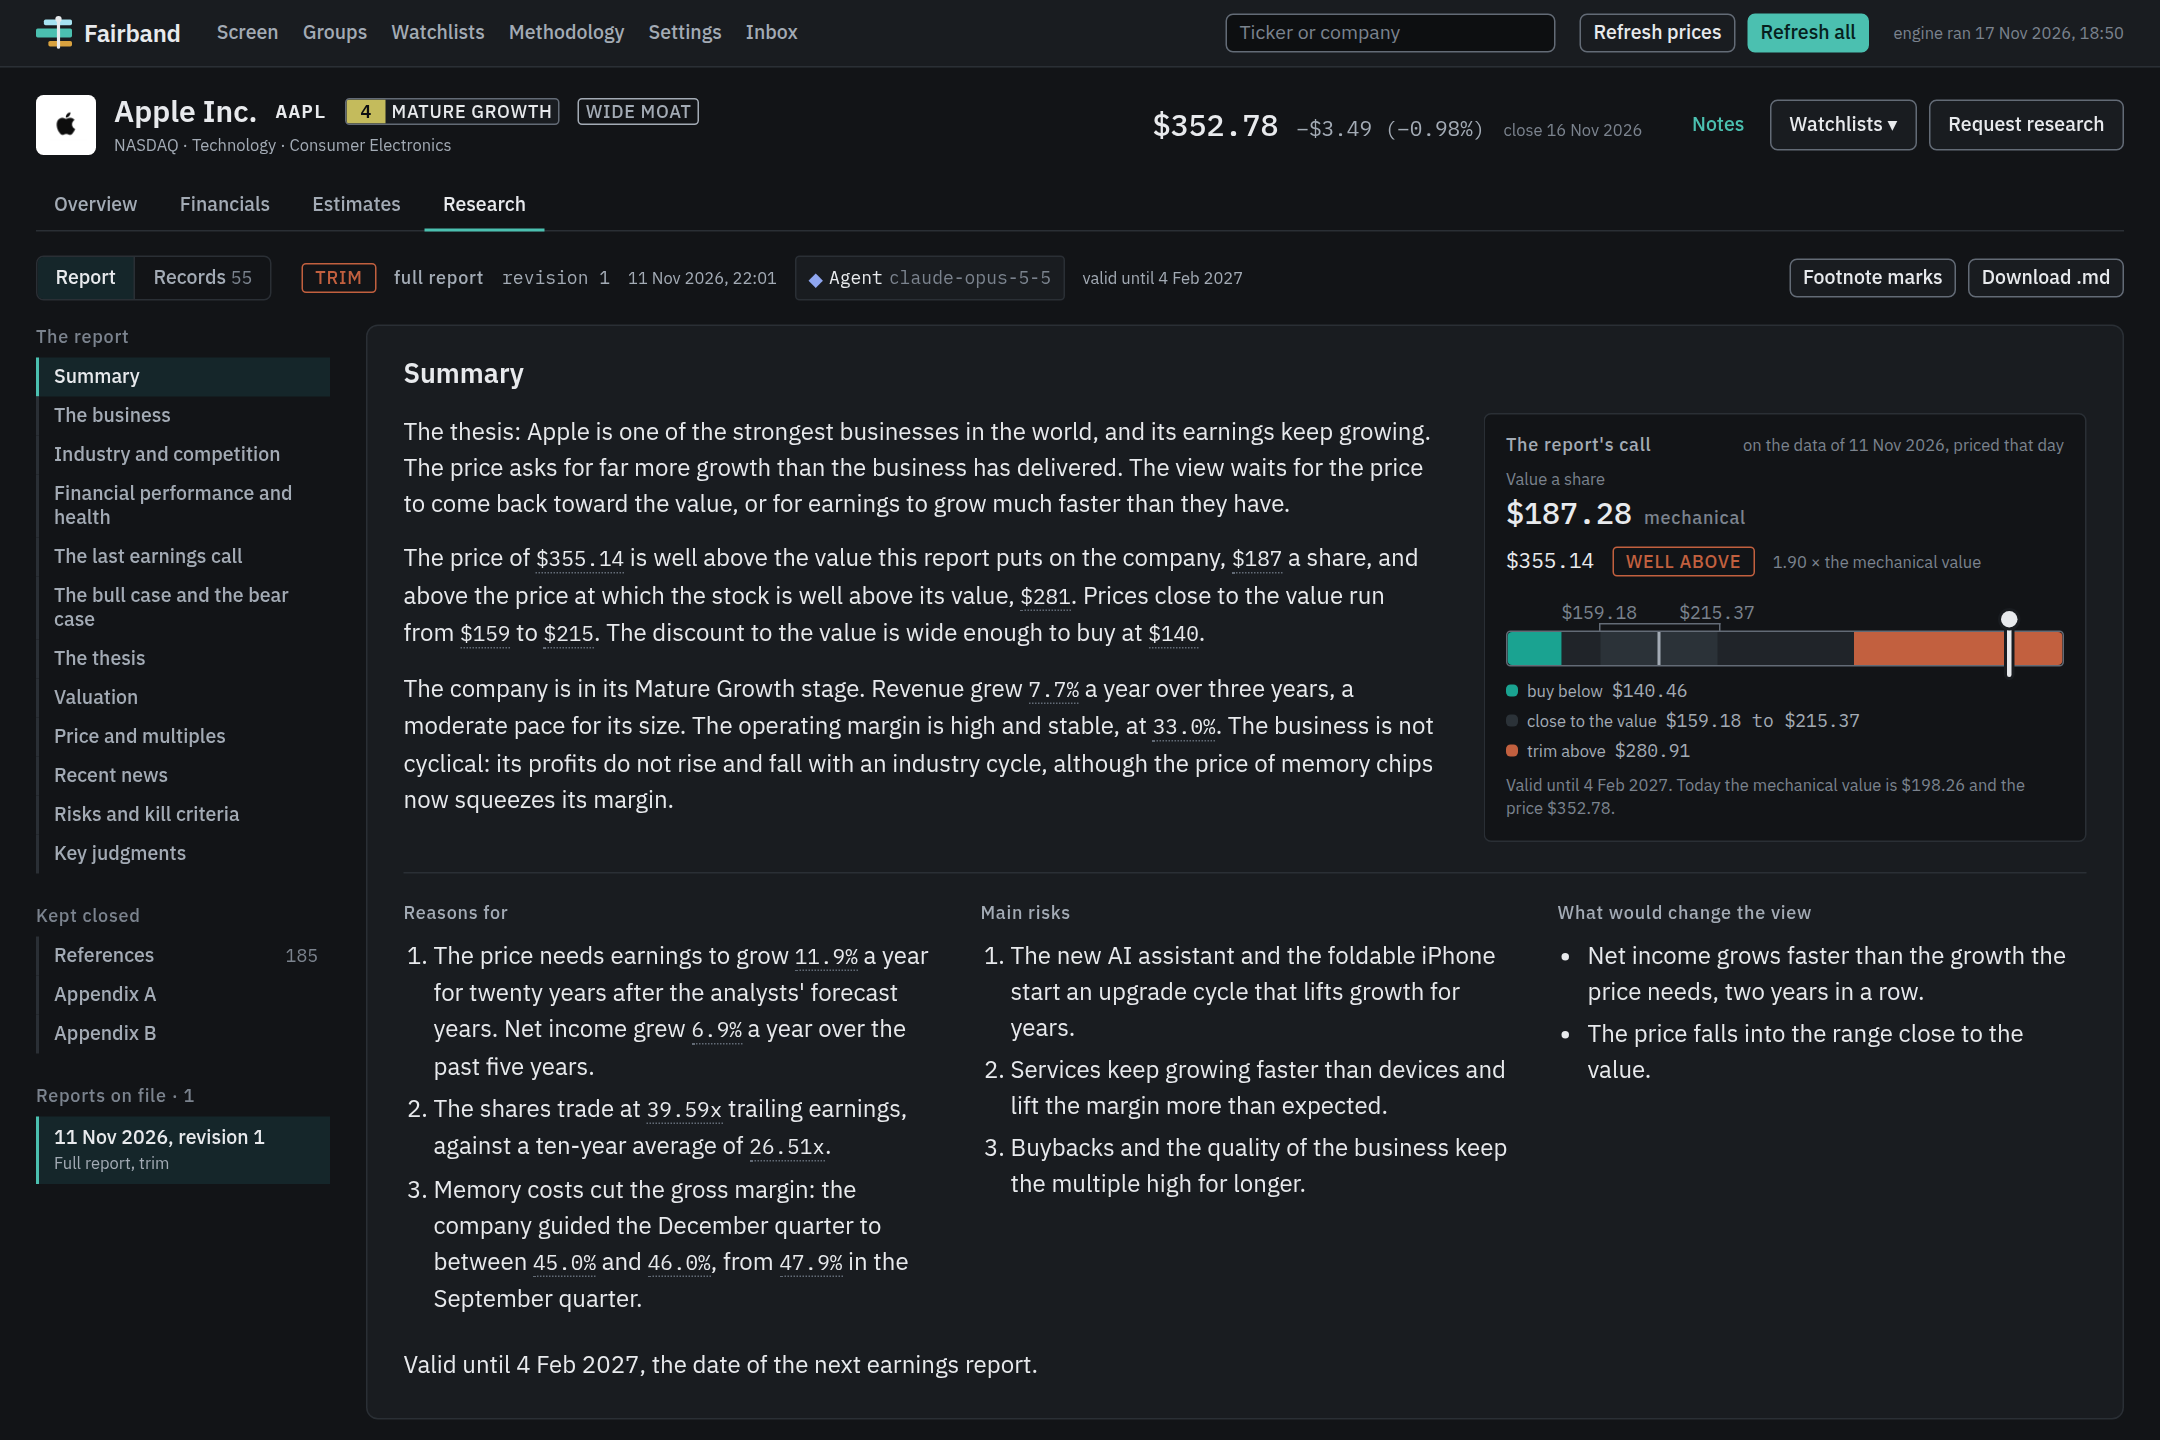 Fairband
Screen Groups Watchlists Methodology Settings Inbox
Ticker or company
Refresh prices
Refresh all
engine ran 17 Nov 2026, 18:50
Apple Inc. AAPL 4 MATURE GROWTH WIDE MOAT
NASDAQ · Technology · Consumer Electronics
$352.78 −$3.49 (−0.98%) close 16 Nov 2026
Notes
Watchlists ▾
Request research
Overview Financials Estimates Research
Report Records 55
TRIM full report revision 1 11 Nov 2026, 22:01 ◆ Agent claude-opus-5-5 valid until 4 Feb 2027
Footnote marks
Download .md
The report
Summary
The business
Industry and competition
Financial performance and
health
The last earnings call
The bull case and the bear
case
The thesis
Valuation
Price and multiples
Recent news
Risks and kill criteria
Key judgments
Kept closed
References 185
Appendix A
Appendix B
Reports on file · 1
11 Nov 2026, revision 1
Full report, trim
Summary
The thesis: Apple is one of the strongest businesses in the world, and its earnings keep growing.
The price asks for far more growth than the business has delivered. The view waits for the price
to come back toward the value, or for earnings to grow much faster than they have.
The price of $355.14 is well above the value this report puts on the company, $187 a share, and
above the price at which the stock is well above its value, $281. Prices close to the value run
from $159 to $215. The discount to the value is wide enough to buy at $140.
The company is in its Mature Growth stage. Revenue grew 7.7% a year over three years, a
moderate pace for its size. The operating margin is high and stable, at 33.0%. The business is not
cyclical: its profits do not rise and fall with an industry cycle, although the price of memory chips
now squeezes its margin.
The report's call on the data of 11 Nov 2026, priced that day
Value a share
$187.28 mechanical
$355.14 WELL ABOVE 1.90 × the mechanical value
$159.18 $215.37
buy below $140.46
close to the value $159.18 to $215.37
trim above $280.91
Valid until 4 Feb 2027. Today the mechanical value is $198.26 and the
price $352.78.
Reasons for
1. The price needs earnings to grow 11.9% a year
for twenty years after the analysts' forecast
years. Net income grew 6.9% a year over the
past five years.
2. The shares trade at 39.59x trailing earnings,
against a ten-year average of 26.51x.
3. Memory costs cut the gross margin: the
company guided the December quarter to
between 45.0% and 46.0%, from 47.9% in the
September quarter.
Main risks
1. The new AI assistant and the foldable iPhone
start an upgrade cycle that lifts growth for
years.
2. Services keep growing faster than devices and
lift the margin more than expected.
3. Buybacks and the quality of the business keep
the multiple high for longer.
What would change the view
• Net income grows faster than the growth the
price needs, two years in a row.
• The price falls into the range close to the
value.
Valid until 4 Feb 2027, the date of the next earnings report.